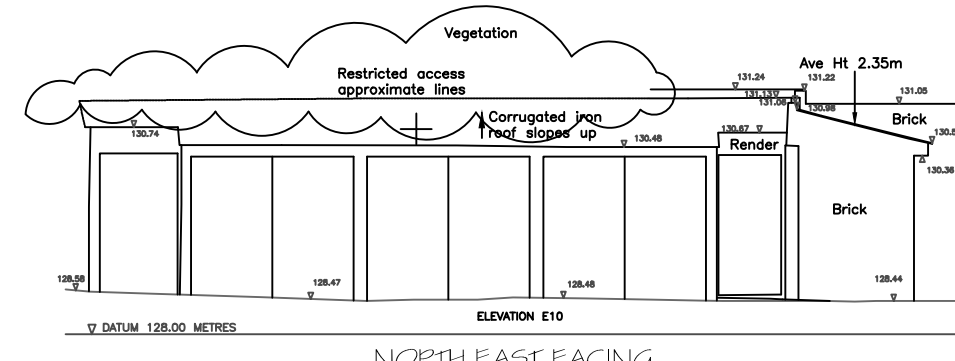 Vegetation
Restricted access
approximate lines
Ave Ht 2.35m
131.24
131.22
131.13
131.05
130.98
Corrugated iron
roof slopes up
Brick
130.74
130.67
130.48
Render
130.36
Brick
128.58
128.47
128.48
128.44
ELEVATION E10
DATUM 128.00 METRES
NORTH EAST FACING